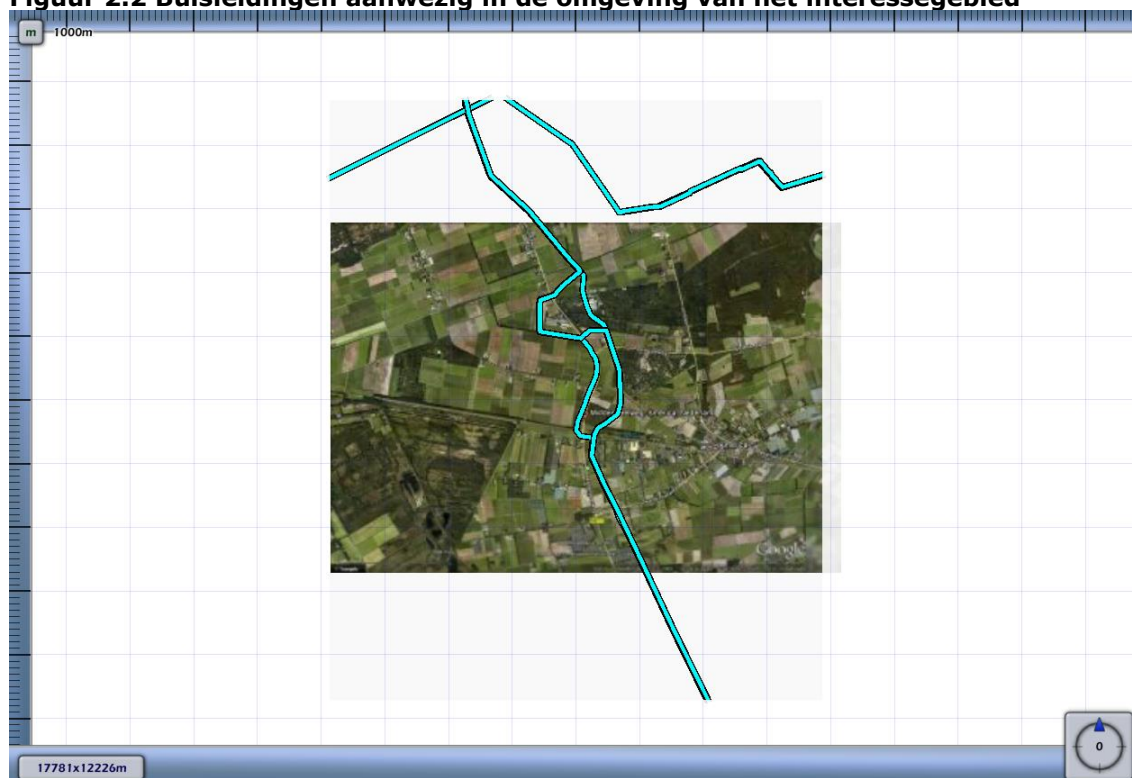 Figuur 2.2 Buisleidingen aanwezig in de omgeving van het interessegebied
m
1000m
Google
0
17781x12226m